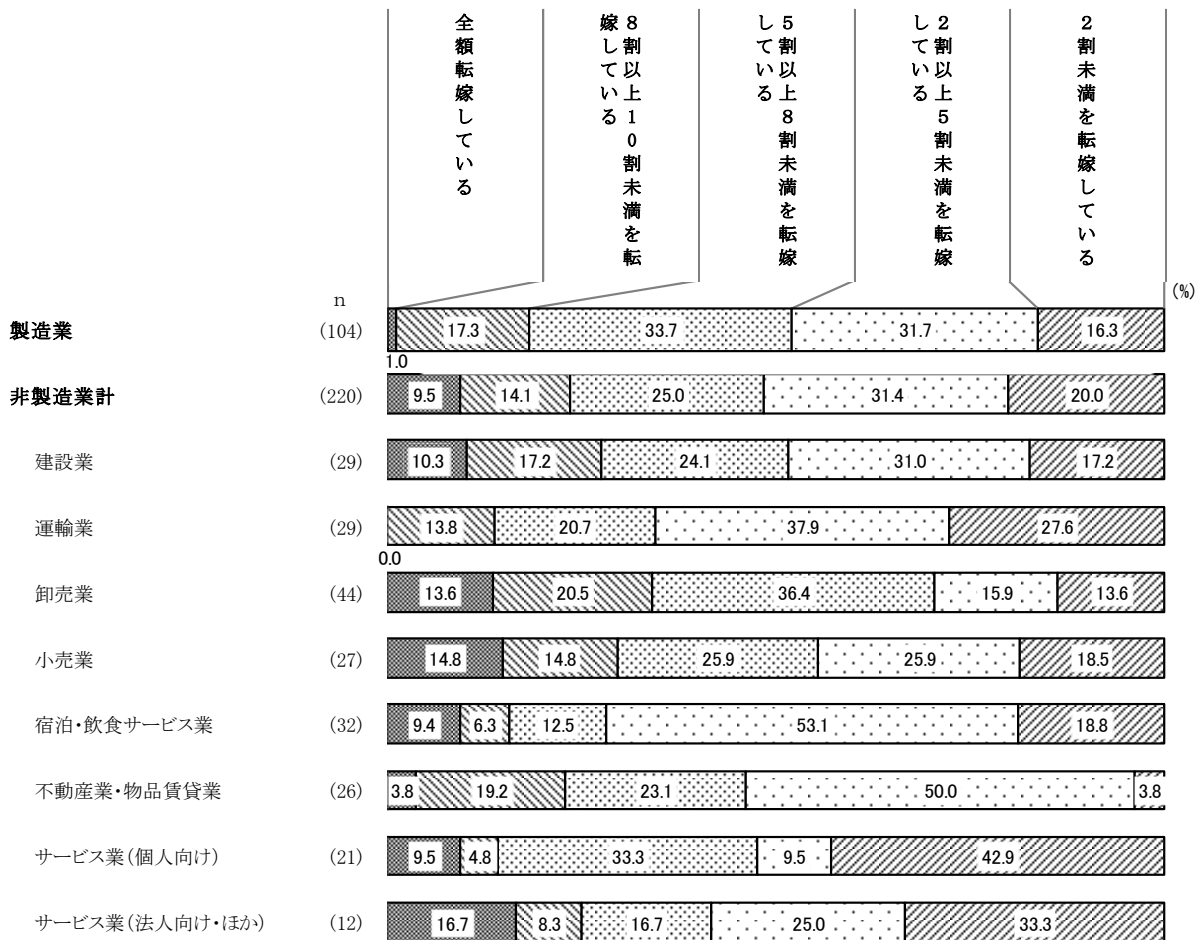 全額転嫁している
8割以上10割未満を転
嫁している
5割以上8割未満を転嫁
している
2割以上5割未満を転嫁
している
2割未満を転嫁している
(%)
n
製造業 (104) 17.3 33.7 31.7 16.3
1.0
非製造業計 (220) 9.5 14.1 25.0 31.4 20.0
建設業 (29) 10.3 17.2 24.1 31.0 17.2
運輸業 (29) 13.8 20.7 37.9 27.6
0.0
卸売業 (44) 13.6 20.5 36.4 15.9 13.6
小売業 (27) 14.8 14.8 25.9 25.9 18.5
宿泊・飲食サービス業 (32) 9.4 6.3 12.5 53.1 18.8
不動産業・物品賃貸業 (26) 3.8 19.2 23.1 50.0 3.8
サービス業(個人向け) (21) 9.5 4.8 33.3 9.5 42.9
サービス業(法人向け・ほか) (12) 16.7 8.3 16.7 25.0 33.3